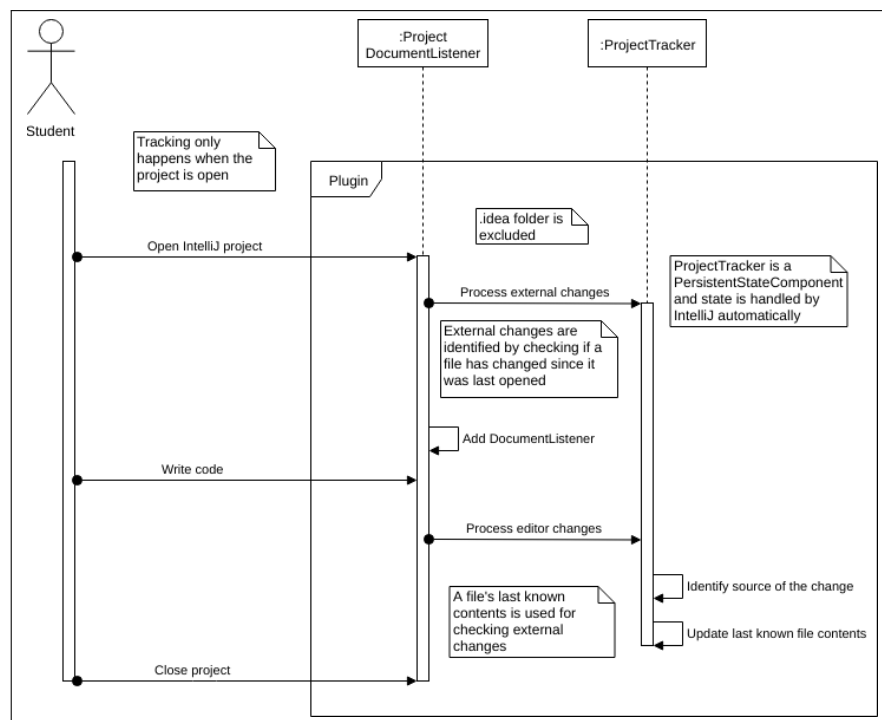 :Project
DocumentListener
:ProjectTracker
Student
Tracking only
happens when the
project is open
Plugin
.idea folder is
excluded
Open IntelliJ project
ProjectTracker is a
PersistentStateComponent
and state is handled by
IntelliJ automatically
Process external changes
External changes are
identified by checking if a
file has changed since it
was last opened
Add DocumentListener
Write code
Process editor changes
Identify source of the change
A file's last known
contents is used for
checking external
changes
Update last known file contents
Close project